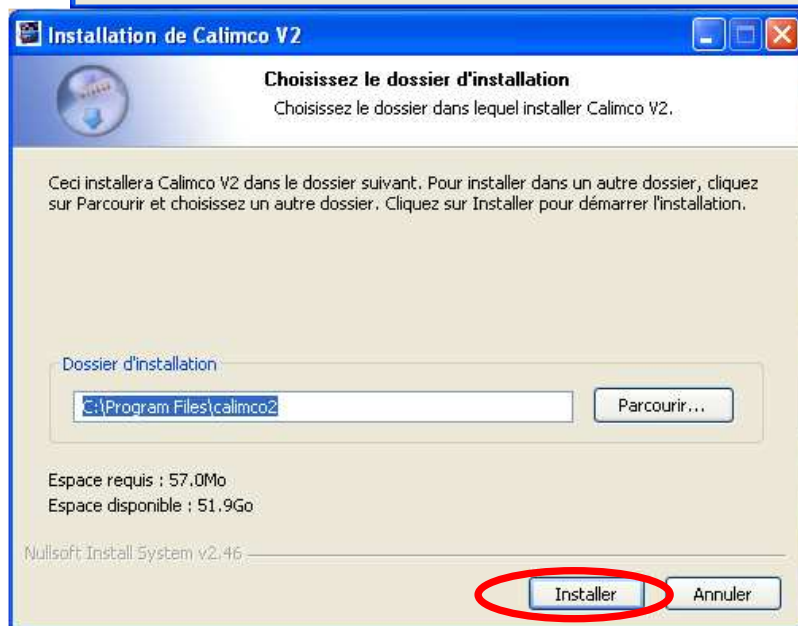 Installation de Calimco V2
Choisissez le dossier d'installation
Choisissez le dossier dans lequel installer Calimco V2.
Ceci installera Calimco V2 dans le dossier suivant. Pour installer dans un autre dossier, cliquez
sur Parcourir et choisissez un autre dossier. Cliquez sur Installer pour démarrer l'installation.
Dossier d'installation
C:\Program Files\calimco2
Parcourir...
Espace requis : 57.0Mo
Espace disponible : 51.9Go
Nullsoft Install System v2.46
Installer
Annuler